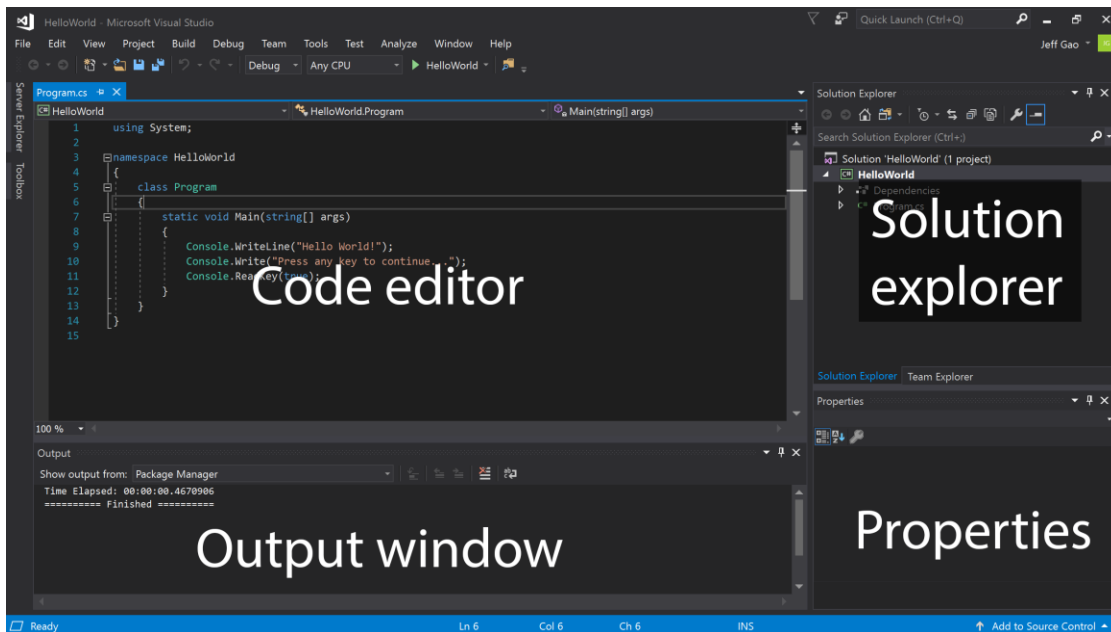 HelloWorld - Microsoft Visual Studio
Quick Launch (Ctrl+Q)
File Edit View Project Build Debug Team Tools Test Analyze Window Help
Jeff Gao
Debug Any CPU HelloWorld
Server Explorer
Toolbox
Program.cs
HelloWorld HelloWorld.Program Main(string[] args)
1 using System;
2
3 namespace HelloWorld
4 {
5 class Program
6 {
7 static void Main(string[] args)
8 {
9 Console.WriteLine("Hello World!");
10 Console.Write("Press any key to continue...");
11 Console.ReadKey(true);
12 }
13 }
14 }
15
Code editor
100 %
Solution Explorer
Search Solution Explorer (Ctrl+;)
Solution 'HelloWorld' (1 project)
HelloWorld
Dependencies
Program.cs
Solution
explorer
Solution Explorer Team Explorer
Properties
Properties
Output
Show output from: Package Manager
Time Elapsed: 00:00:00.4670906
========== Finished ==========
Output window
Ready Ln 6 Col 6 Ch 6 INS Add to Source Control